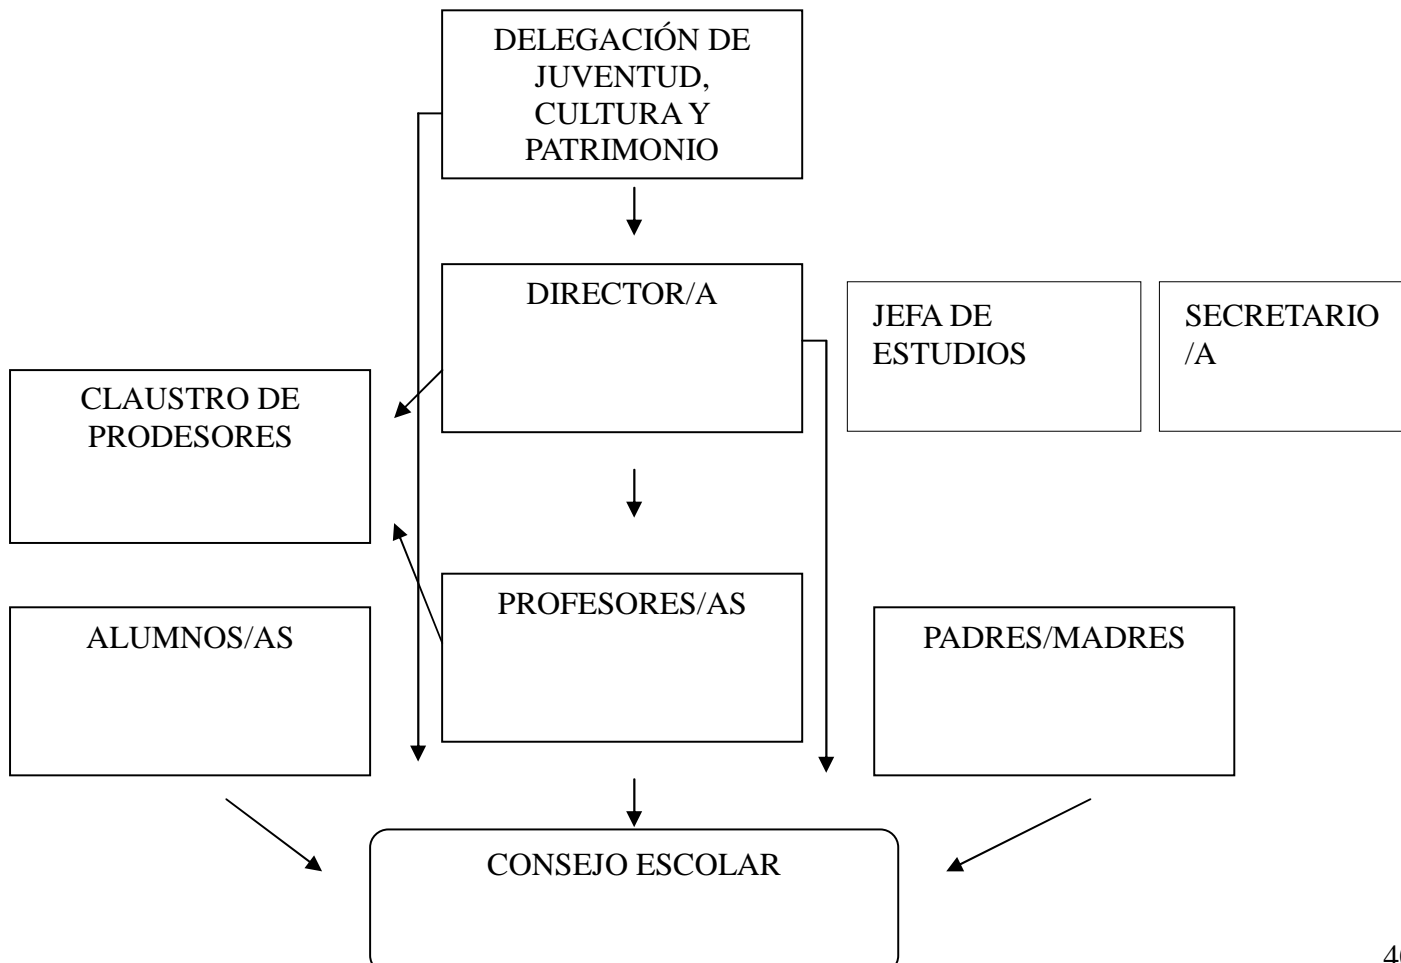 DELEGACIÓN DE
JUVENTUD,
CULTURA Y
PATRIMONIO
DIRECTOR/A
JEFA DE
ESTUDIOS
SECRETARIO
/A
CLAUSTRO DE
PRODESORES
PROFESORES/AS
ALUMNOS/AS
PADRES/MADRES
CONSEJO ESCOLAR